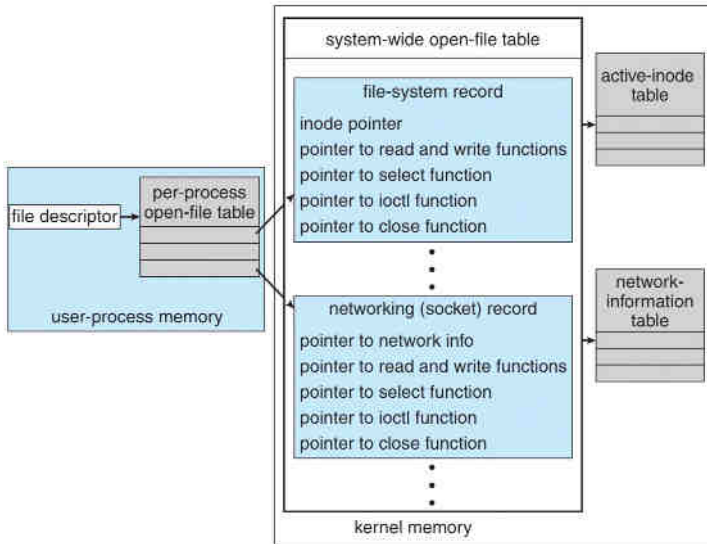 system-wide open-file table
file-system record
inode pointer
pointer to read and write functions
pointer to select function
pointer to ioctl function
pointer to close function
active-inode
table
per-process
open-file table
file descriptor
user-process memory
networking (socket) record
pointer to network info
pointer to read and write functions
pointer to select function
pointer to ioctl function
pointer to close function
network-
information
table
kernel memory